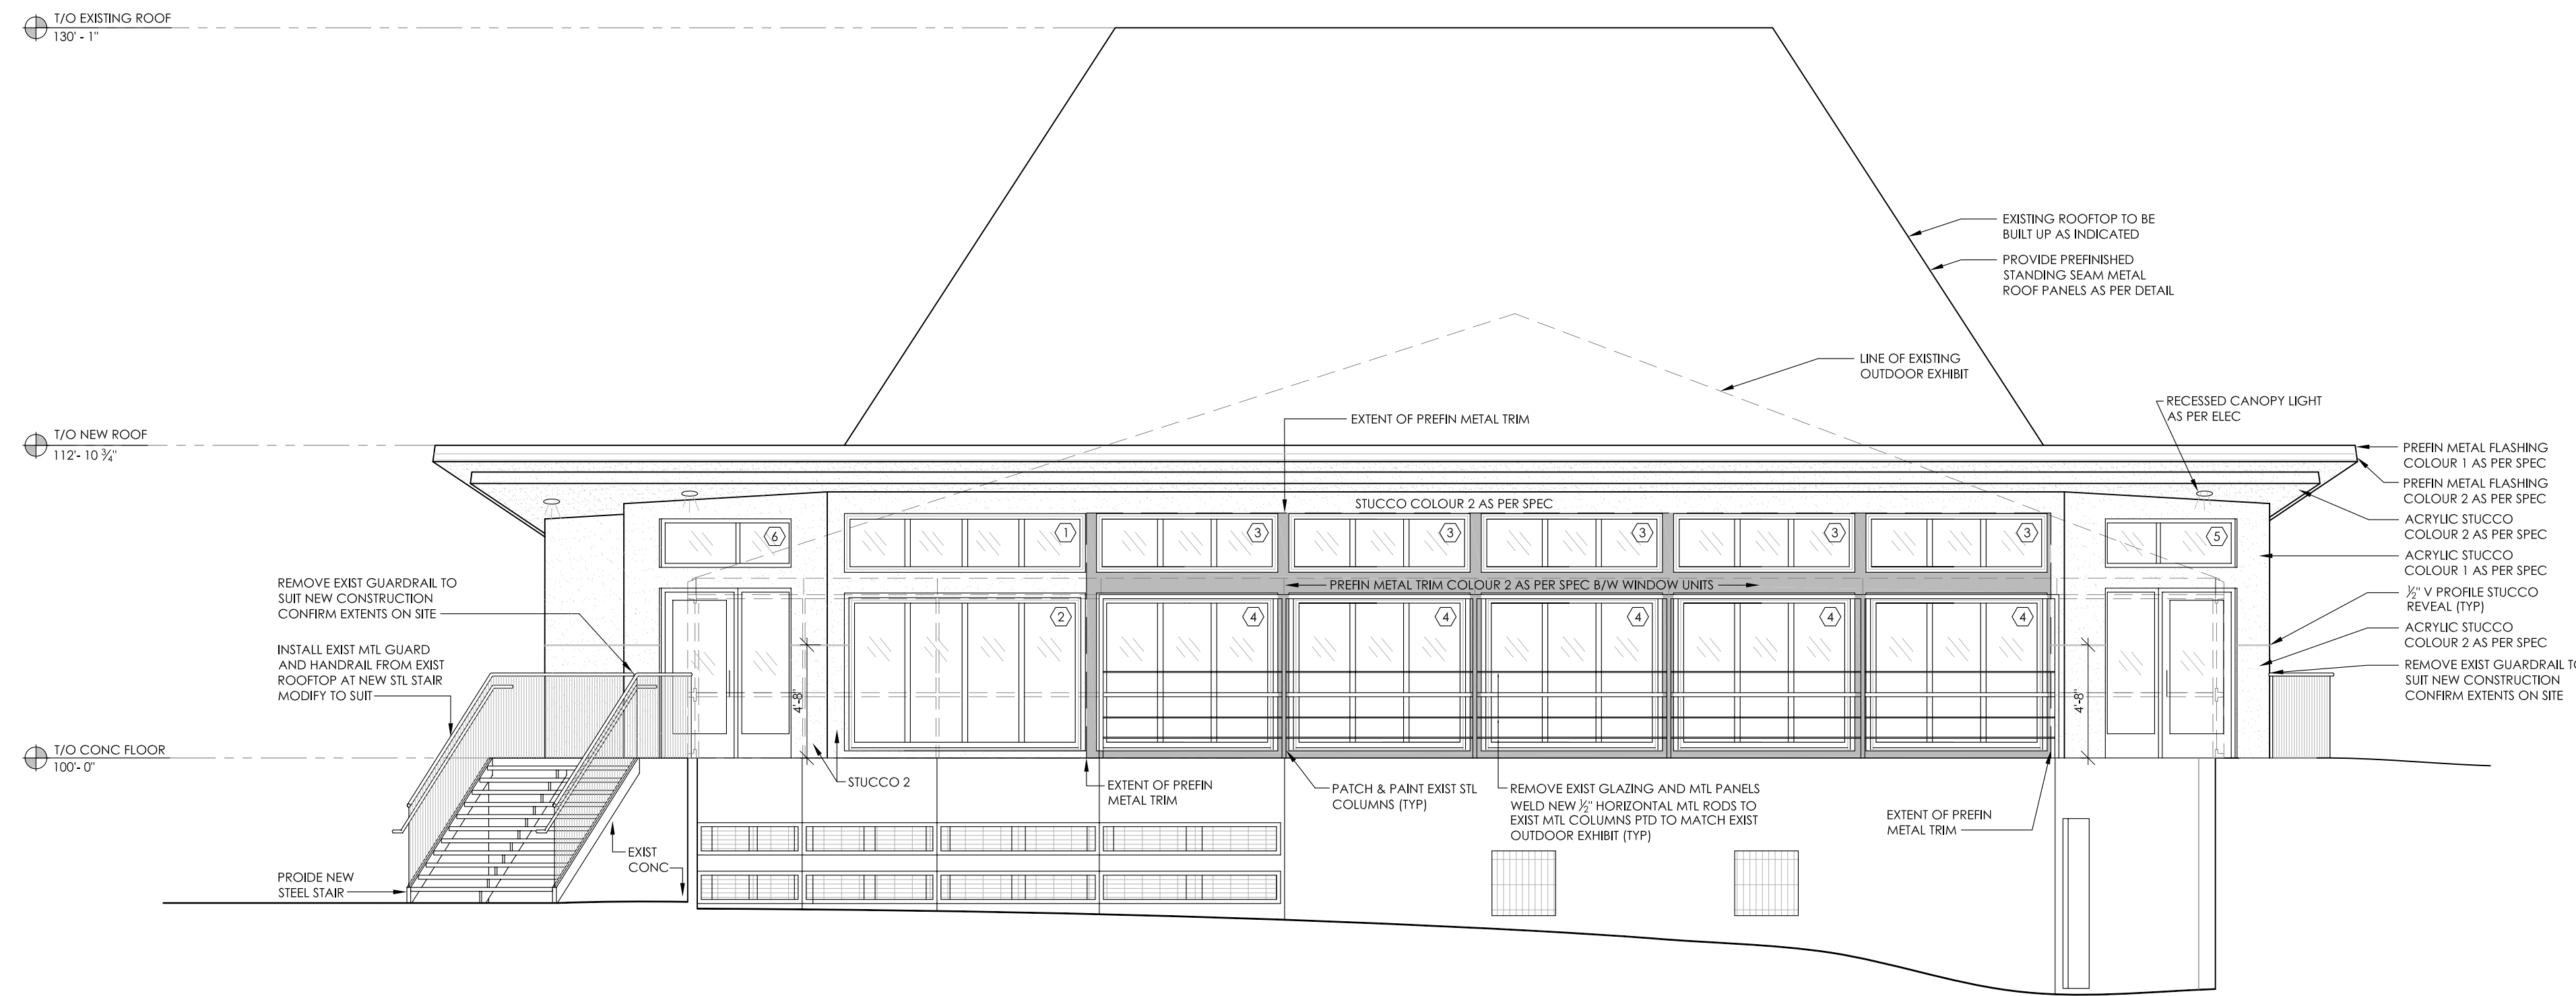 T/O EXISTING ROOF
130' - 1"
EXISTING ROOFTOP TO BE
BUILT UP AS INDICATED
PROVIDE PREFINISHED
STANDING SEAM METAL
ROOF PANELS AS PER DETAIL
LINE OF EXISTING
OUTDOOR EXHIBIT
RECESSED CANOPY LIGHT
AS PER ELEC
EXTENT OF PREFIN METAL TRIM
T/O NEW ROOF
112'- 10 ¾"
PREFIN METAL FLASHING
COLOUR 1 AS PER SPEC
PREFIN METAL FLASHING
COLOUR 2 AS PER SPEC
ACRYLIC STUCCO
COLOUR 2 AS PER SPEC
ACRYLIC STUCCO
COLOUR 1 AS PER SPEC
½" V PROFILE STUCCO
REVEAL (TYP)
ACRYLIC STUCCO
COLOUR 2 AS PER SPEC
REMOVE EXIST GUARDRAIL TO
SUIT NEW CONSTRUCTION
CONFIRM EXTENTS ON SITE
STUCCO COLOUR 2 AS PER SPEC
6
1
3
3
3
3
3
5
PREFIN METAL TRIM COLOUR 2 AS PER SPEC B/W WINDOW UNITS
2
4
4
4
4
4
REMOVE EXIST GUARDRAIL TO
SUIT NEW CONSTRUCTION
CONFIRM EXTENTS ON SITE
INSTALL EXIST MTL GUARD
AND HANDRAIL FROM EXIST
ROOFTOP AT NEW STL STAIR
MODIFY TO SUIT
4'-8"
4'-8"
T/O CONC FLOOR
100'- 0"
STUCCO 2
EXTENT OF PREFIN
METAL TRIM
PATCH & PAINT EXIST STL
COLUMNS (TYP)
REMOVE EXIST GLAZING AND MTL PANELS
WELD NEW ½" HORIZONTAL MTL RODS TO
EXIST MTL COLUMNS PTD TO MATCH EXIST
OUTDOOR EXHIBIT (TYP)
EXTENT OF PREFIN
METAL TRIM
EXIST
CONC
PROIDE NEW
STEEL STAIR